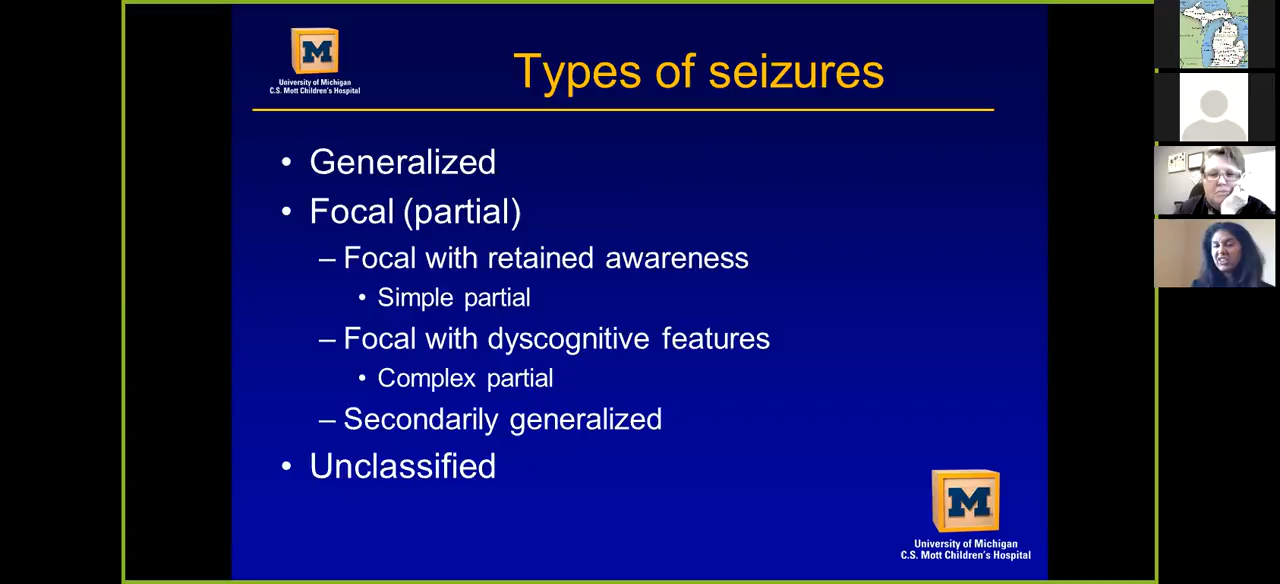 M
University of Michigan
C.S. Mott Children's Hospital
Types of seizures
• Generalized
• Focal (partial)
– Focal with retained awareness
• Simple partial
– Focal with dyscognitive features
• Complex partial
– Secondarily generalized
• Unclassified
M
University of Michigan
C.S. Mott Children's Hospital